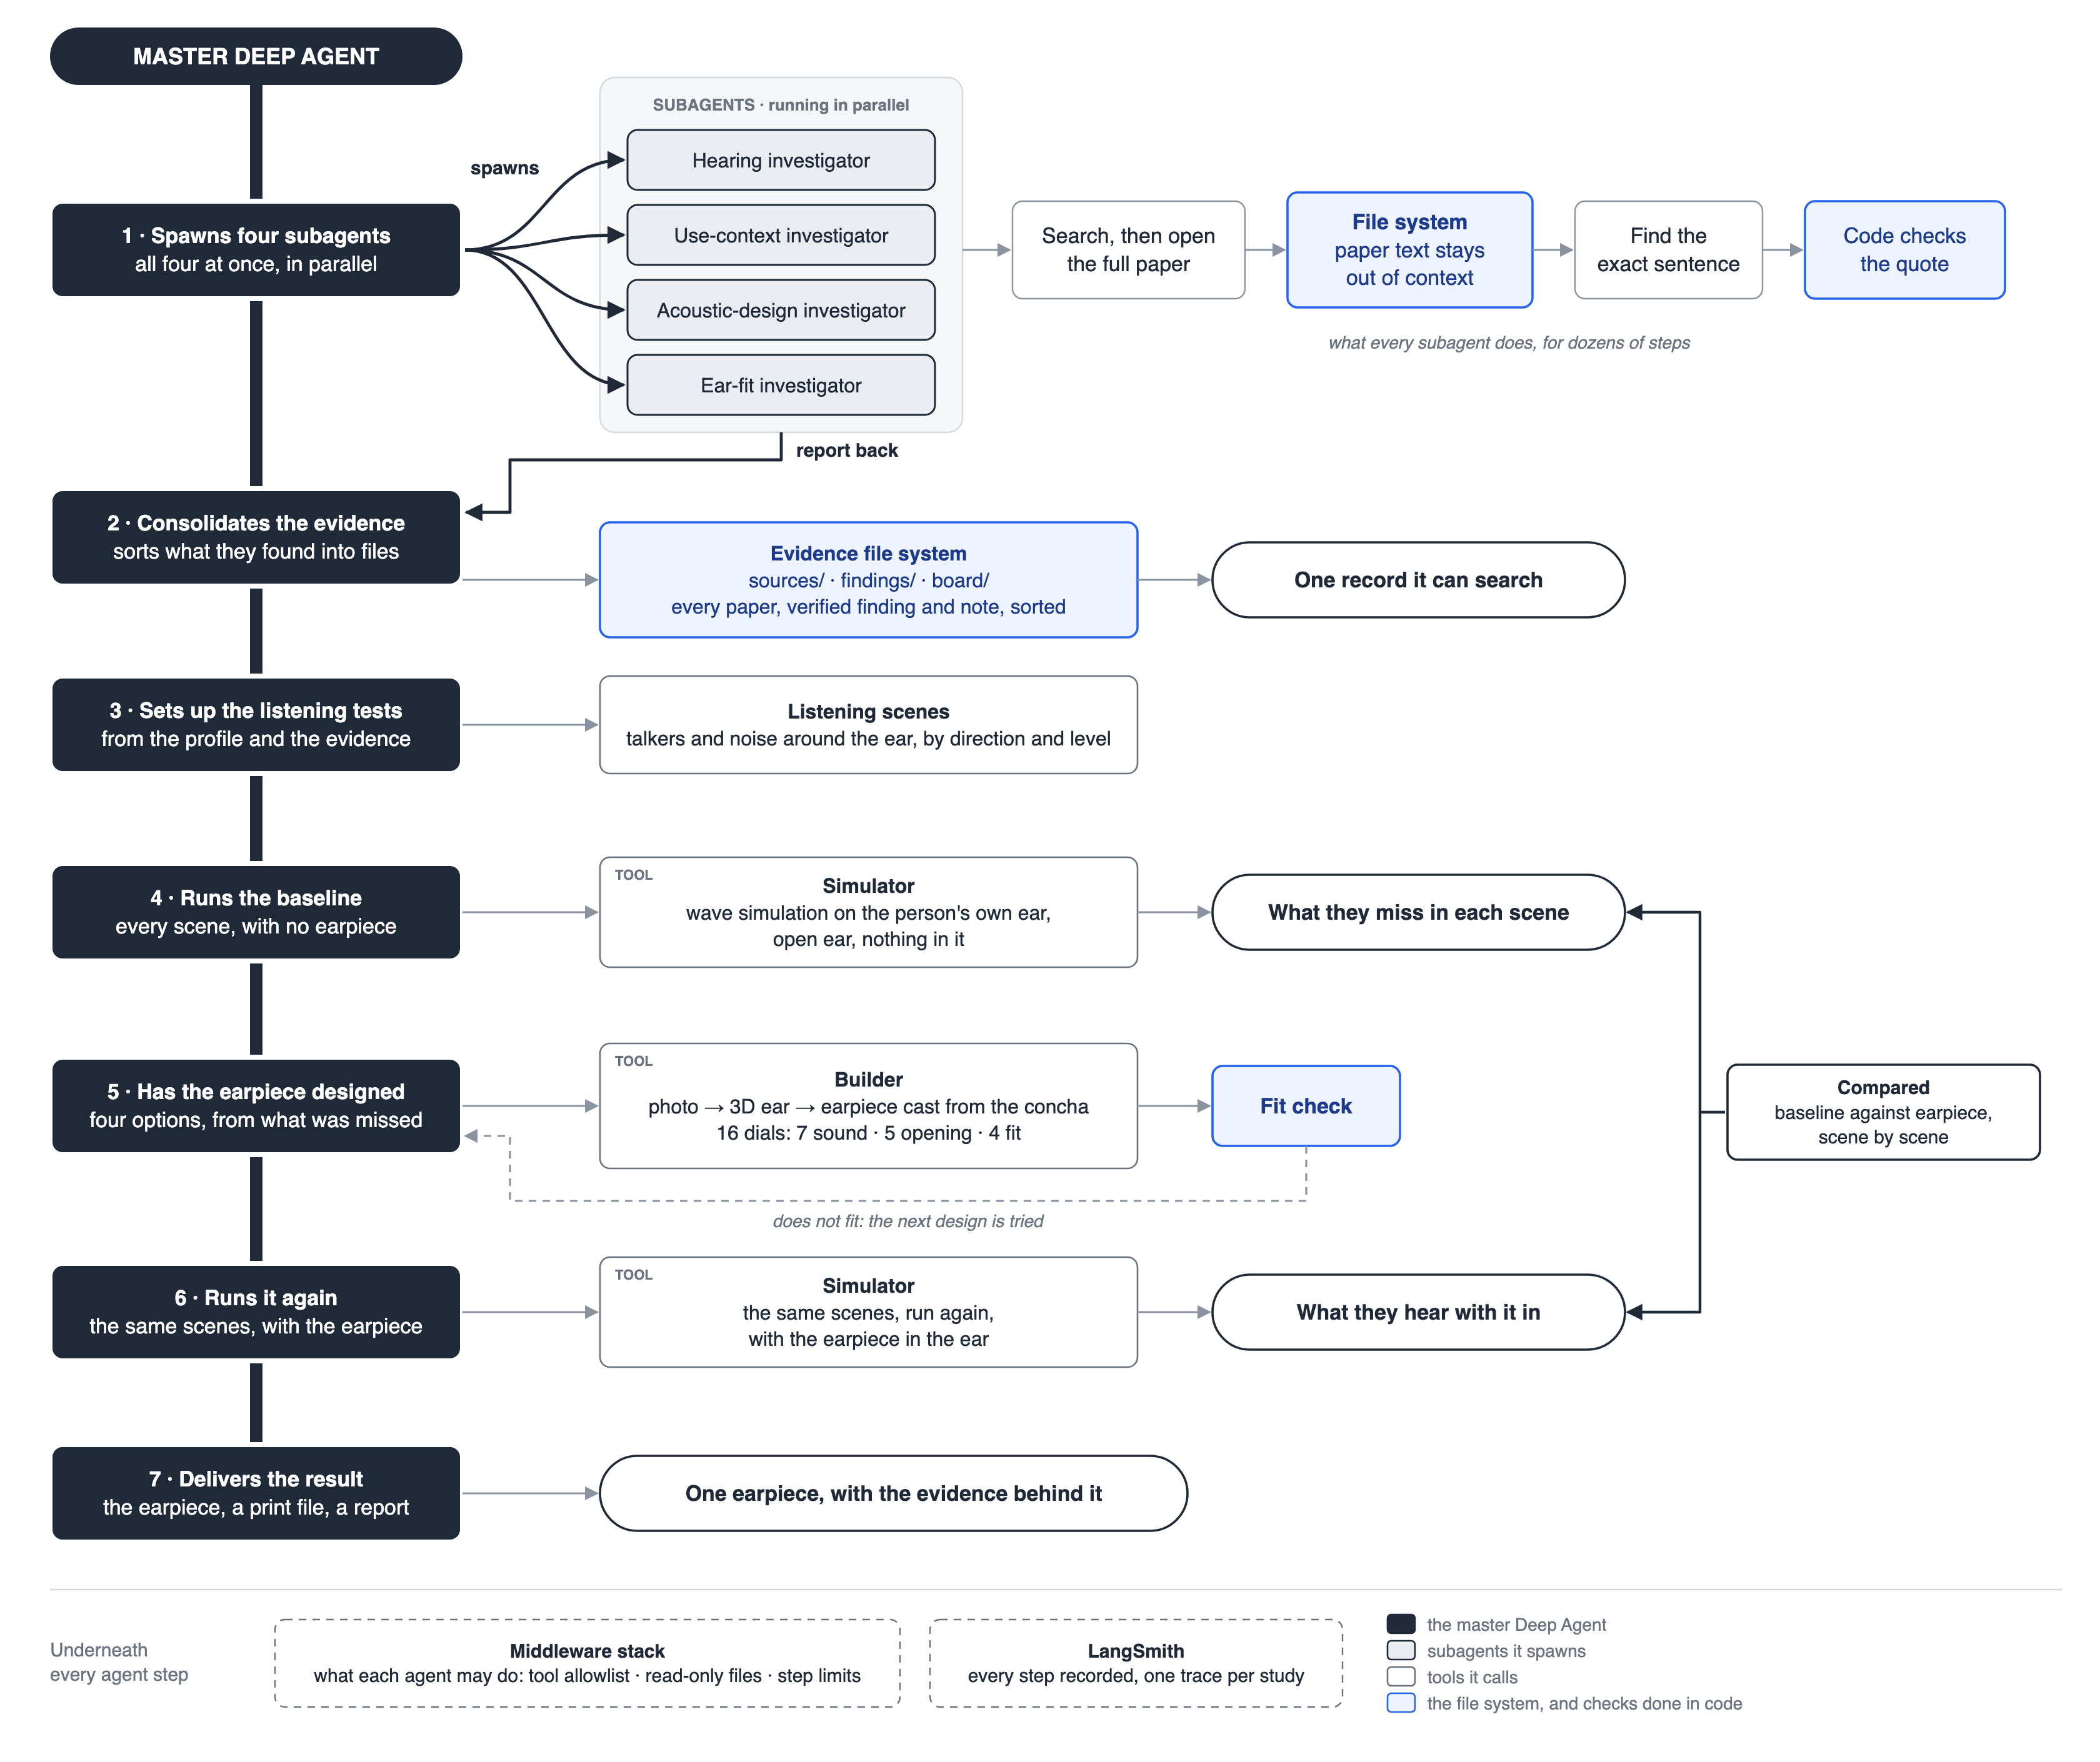 MASTER DEEP AGENT
SUBAGENTS · running in parallel
spawns
Hearing investigator
Use-context investigator
Acoustic-design investigator
Ear-fit investigator
1 · Spawns four subagents
all four at once, in parallel
Search, then open
the full paper
File system
paper text stays
out of context
Find the
exact sentence
Code checks
the quote
what every subagent does, for dozens of steps
report back
2 · Consolidates the evidence
sorts what they found into files
Evidence file system
sources/ · findings/ · board/
every paper, verified finding and note, sorted
One record it can search
3 · Sets up the listening tests
from the profile and the evidence
Listening scenes
talkers and noise around the ear, by direction and level
4 · Runs the baseline
every scene, with no earpiece
TOOL
Simulator
wave simulation on the person's own ear,
open ear, nothing in it
What they miss in each scene
5 · Has the earpiece designed
four options, from what was missed
TOOL
Builder
photo → 3D ear → earpiece cast from the concha
16 dials: 7 sound · 5 opening · 4 fit
Fit check
Compared
baseline against earpiece,
scene by scene
does not fit: the next design is tried
6 · Runs it again
the same scenes, with the earpiece
TOOL
Simulator
the same scenes, run again,
with the earpiece in the ear
What they hear with it in
7 · Delivers the result
the earpiece, a print file, a report
One earpiece, with the evidence behind it
Underneath
every agent step
Middleware stack
what each agent may do: tool allowlist · read-only files · step limits
LangSmith
every step recorded, one trace per study
the master Deep Agent
subagents it spawns
tools it calls
the file system, and checks done in code